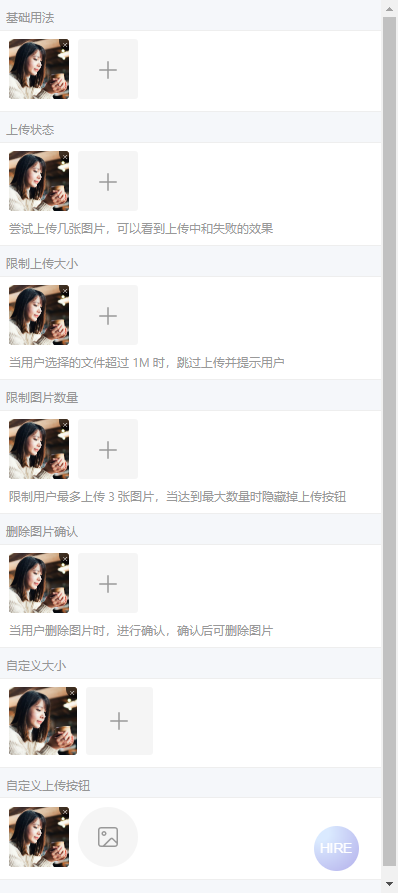 基础用法
上传状态
尝试上传几张图片，可以看到上传中和失败的效果
限制上传大小
当用户选择的文件超过 1M 时，跳过上传并提示用户
限制图片数量
限制用户最多上传 3 张图片，当达到最大数量时隐藏掉上传按钮
删除图片确认
当用户删除图片时，进行确认，确认后可删除图片
自定义大小
自定义上传按钮
HIRE